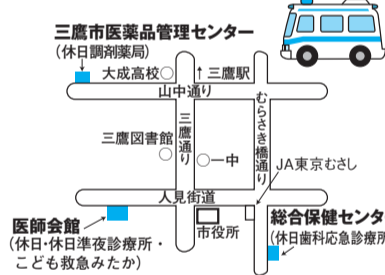 三鷹市医薬品管理センター
(休日調剤薬局)
大成高校
↑三鷹駅
山中通り
三鷹図書館
三鷹通り
一中
むらさき橋通り
JA東京むさし
人見街道
医師会館
(休日・休日準夜診療所・
こども救急みたか)
市役所
総合保健センタ
(休日歯科応急診療所